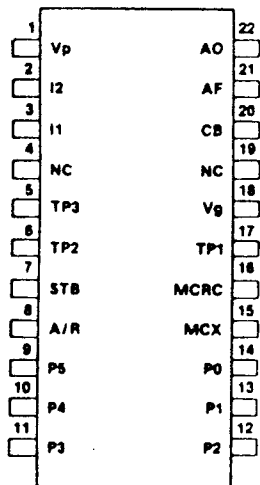 1 22
Vp AO
2 21
I2 AF
3 20
I1 CB
4 19
NC NC
5 18
TP3 Vg
6 17
TP2 TP1
7 16
STB MCRC
8 15
A/R MCX
9 14
P5 P0
10 13
P4 P1
11 12
P3 P2